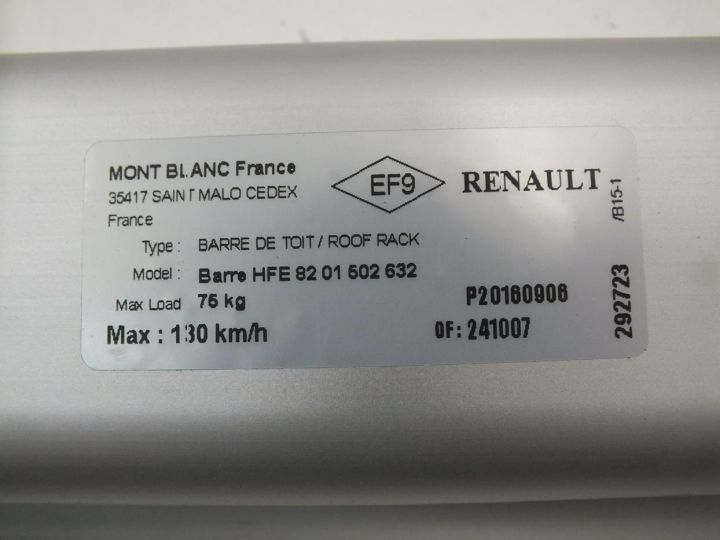 MONT BLANC France
35417 SAINT MALO CEDEX
France
EF9
RENAULT
Type : BARRE DE TOIT / ROOF RACK
Model : Barre HFE 82 01 502 632
Max Load 75 kg
Max : 130 km/h
P20160906
OF: 241007
292723
/B15-1